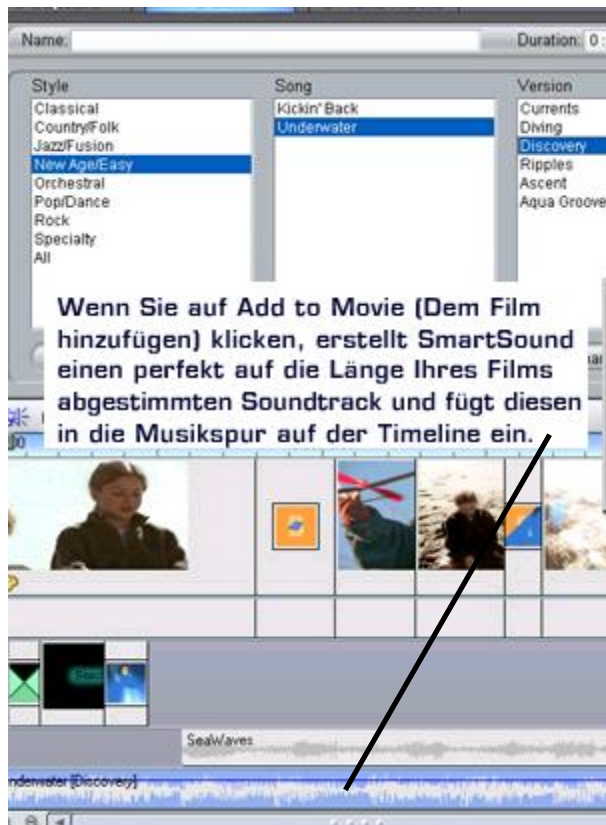 Name:
Duration: 0:
Style
Song
Version
Classical
Country/Folk
Jazz/Fusion
New Age/Easy
Orchestral
Pop/Dance
Rock
Specialty
All
Kickin' Back
Underwater
Currents
Diving
Discovery
Ripples
Ascent
Aqua Groove
Wenn Sie auf Add to Movie (Dem Film
hinzufügen) klicken, erstellt SmartSound
einen perfekt auf die Länge Ihres Films
abgestimmten Soundtrack und fügt diesen
in die Musikspur auf der Timeline ein.
SeaWaves
nderwater [Discovery]